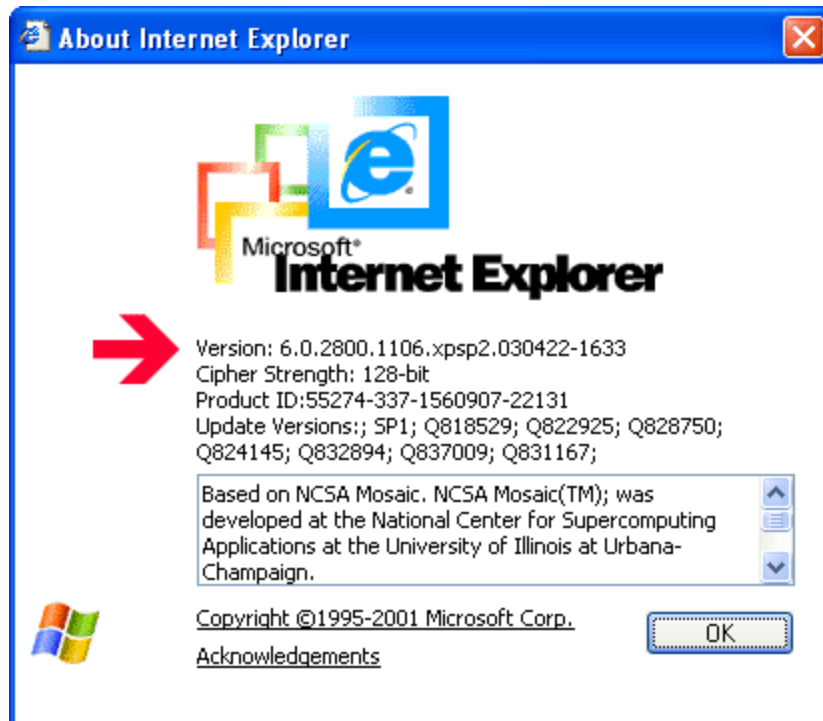 About Internet Explorer
Microsoft®
Internet Explorer
Version: 6.0.2800.1106.xpsp2.030422-1633
Cipher Strength: 128-bit
Product ID:55274-337-1560907-22131
Update Versions:; SP1; Q818529; Q822925; Q828750;
Q824145; Q832894; Q837009; Q831167;
Based on NCSA Mosaic. NCSA Mosaic(TM); was
developed at the National Center for Supercomputing
Applications at the University of Illinois at Urbana-
Champaign.
Copyright ©1995-2001 Microsoft Corp.
OK
Acknowledgements